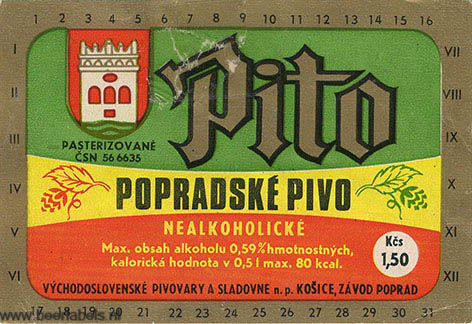 1 2 3 4 5 6 7 8 9 10 11 12 13 14 15 16
I
II
III
IV
V
VI
VII
VIII
IX
X
XI
XII
Pito
PASTERIZOVANÉ
ČSN 56 6635
POPRADSKÉ PIVO
NEALKOHOLICKÉ
Max. obsah alkoholu 0,59% hmotnostných,
kalorická hodnota v 0,5 l max. 80 kcal.
Kčs
1,50
VÝCHODOSLOVENSKÉ PIVOVARY A SLADOVNE n. p. KOŠICE, ZÁVOD POPRAD
17 18 19 20 21 22 23 24 25 26 27 28 29 30 31
www.beerlabels.nl